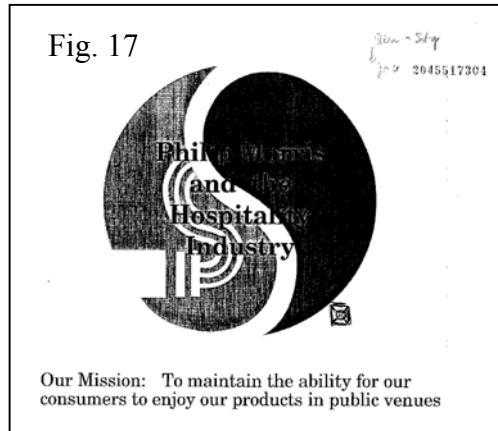 Fig. 17
2045517304
Philip Morris
and the
Hospitality
Industry
Our Mission: To maintain the ability for our
consumers to enjoy our products in public venues